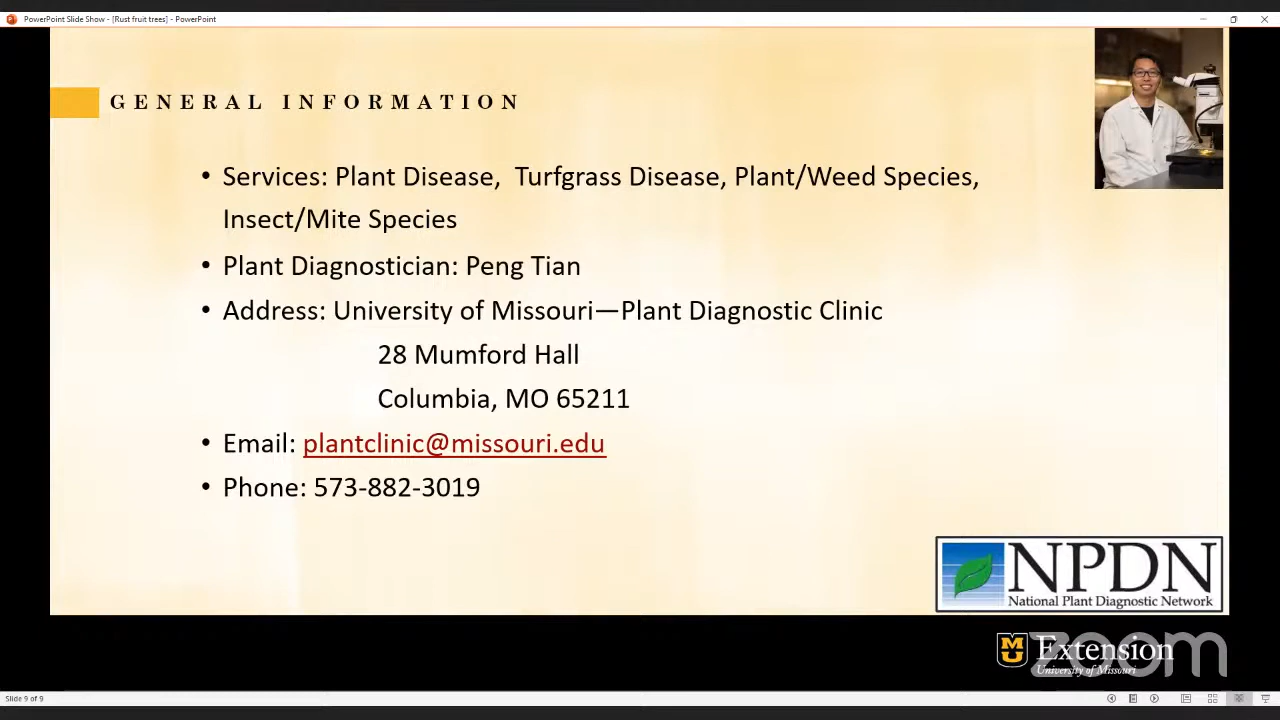 PowerPoint Slide Show - [Rust fruit trees] - PowerPoint
GENERAL INFORMATION
• Services: Plant Disease,  Turfgrass Disease, Plant/Weed Species,
Insect/Mite Species
• Plant Diagnostician: Peng Tian
• Address: University of Missouri—Plant Diagnostic Clinic
28 Mumford Hall
Columbia, MO 65211
• Email: plantclinic@missouri.edu
• Phone: 573-882-3019
NPDN
National Plant Diagnostic Network
MU Extension
University of Missouri
zoom
Slide 9 of 9